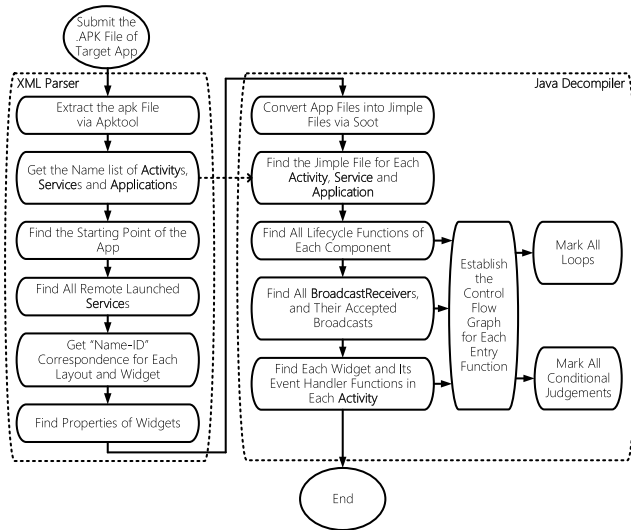 Submit the
.APK File of
Target App
XML Parser
Extract the apk File
via Apktool
Get the Name list of Activitys,
Services and Applications
Find the Starting Point of the
App
Find All Remote Launched
Services
Get “Name-ID”
Correspondence for Each
Layout and Widget
Find Properties of Widgets
Java Decompiler
Convert App Files into Jimple
Files via Soot
Find the Jimple File for Each
Activity, Service and
Application
Find All Lifecycle Functions of
Each Component
Find All BroadcastReceivers,
and Their Accepted
Broadcasts
Find Each Widget and Its
Event Handler Functions in
Each Activity
Establish
the
Control
Flow
Graph
for Each
Entry
Function
Mark All
Loops
Mark All
Conditional
Judgements
End